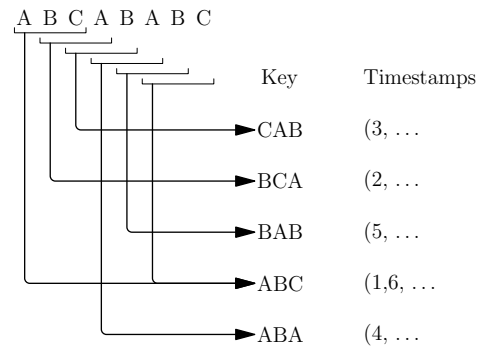 A B C A B A B C
Key Timestamps
CAB (3, …
BCA (2, …
BAB (5, …
ABC (1,6, …
ABA (4, …